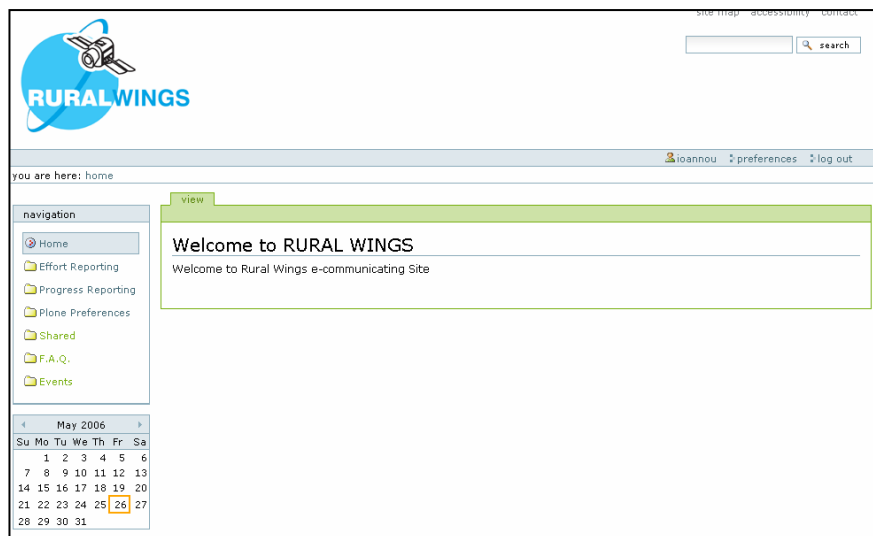 site map accessibility contact
search
RURALWINGS
ioannou preferences log out
you are here: home
view
navigation
Home
Effort Reporting
Progress Reporting
Plone Preferences
Shared
F.A.Q.
Events
Welcome to RURAL WINGS
Welcome to Rural Wings e-communicating Site
May 2006
Su Mo Tu We Th Fr Sa
1 2 3 4 5 6
7 8 9 10 11 12 13
14 15 16 17 18 19 20
21 22 23 24 25 26 27
28 29 30 31